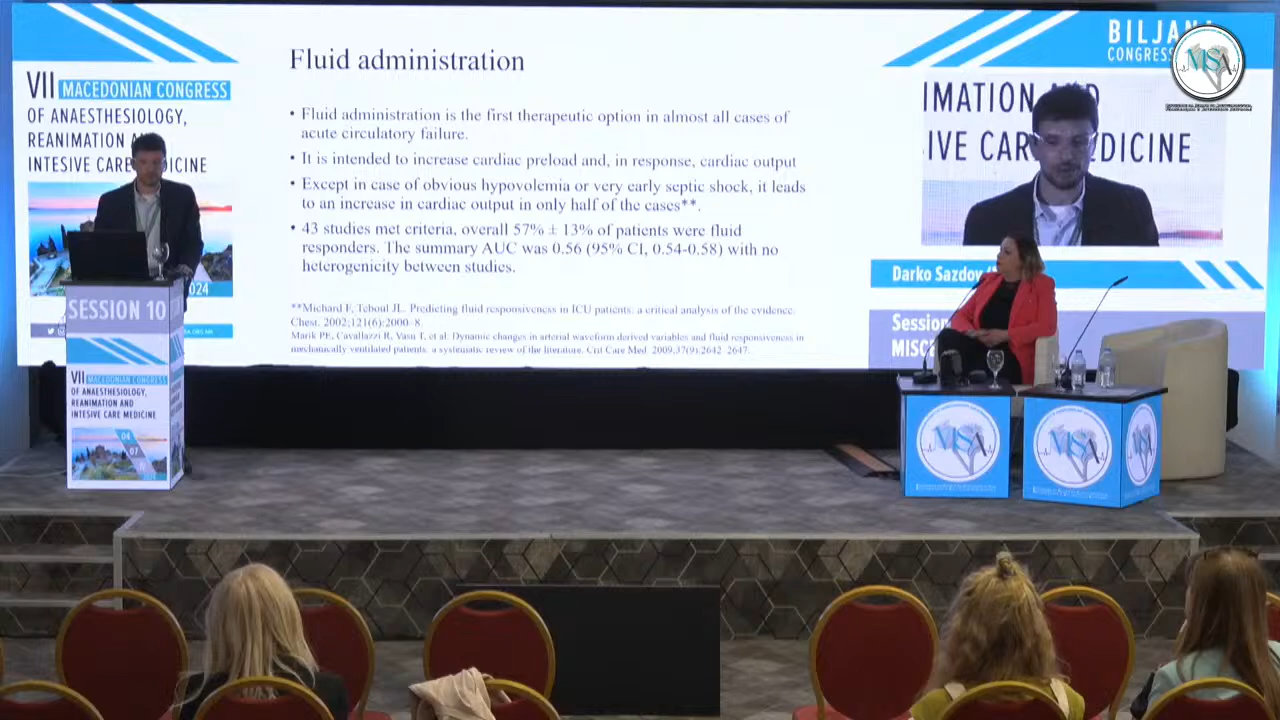 VII MACEDONIAN CONGRESS
OF ANAESTHESIOLOGY,
REANIMATION
INTESIVE CARE MEDICINE
2024
Fluid administration
• Fluid administration is the first therapeutic option in almost all cases of
acute circulatory failure.
• It is intended to increase cardiac preload and, in response, cardiac output
• Except in case of obvious hypovolemia or very early septic shock, it leads
to an increase in cardiac output in only half of the cases**.
• 43 studies met criteria, overall 57% ± 13% of patients were fluid
responders. The summary AUC was 0.56 (95% CI, 0.54-0.58) with no
heterogenicity between studies.
**Michard F, Teboul JL. Predicting fluid responsiveness in ICU patients: a critical analysis of the evidence.
Chest. 2002;121(6):2000–8.
Marik PE, Cavallazzi R, Vasu T, et al: Dynamic changes in arterial waveform derived variables and fluid responsiveness in
mechanically ventilated patients: a systematic review of the literature. Crit Care Med. 2009;37(9):2642–2647.
BILJANA
CONGRESS
MSA
IMATION AND
IVE CARE MEDICINE
Darko Sazdov
Session
MISCE
SESSION 10
VII MACEDONIAN CONGRESS
OF ANAESTHESIOLOGY,
REANIMATION AND
INTESIVE CARE MEDICINE
04
07
MSA
MSA
MSA